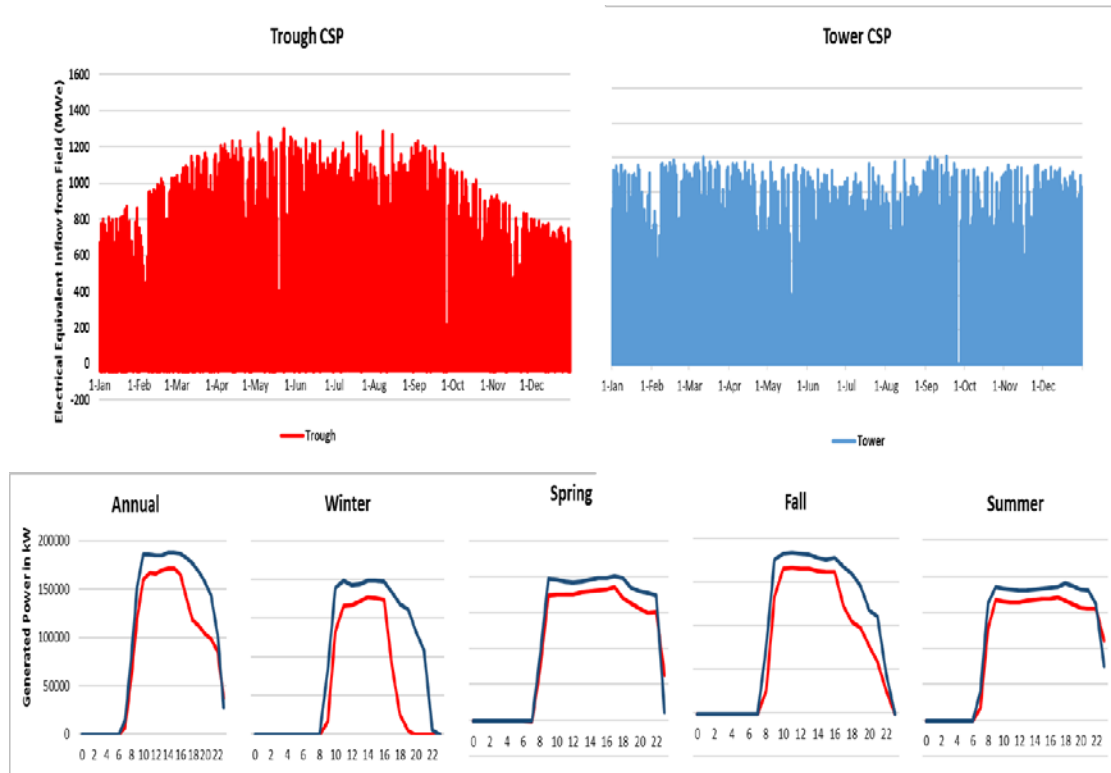 Trough CSP
Electrical Equivalent Inflow from Field (MWe)
1600
1400
1200
1000
800
600
400
200
0
-200
1-Jan 1-Feb 1-Mar 1-Apr 1-May 1-Jun 1-Jul 1-Aug 1-Sep 1-Oct 1-Nov 1-Dec
Trough
Tower CSP
1-Jan 1-Feb 1-Mar 1-Apr 1-May 1-Jun 1-Jul 1-Aug 1-Sep 1-Oct 1-Nov 1-Dec
Tower
Annual
Generated Power in kW
200000
150000
100000
50000
0
0 2 4 6 8 10 12 14 16 18 20 22
Winter
0 2 4 6 8 10 12 14 16 18 20 22
Spring
0 2 4 6 8 10 12 14 16 18 20 22
Fall
0 2 4 6 8 10 12 14 16 18 20 22
Summer
0 2 4 6 8 10 12 14 16 18 20 22